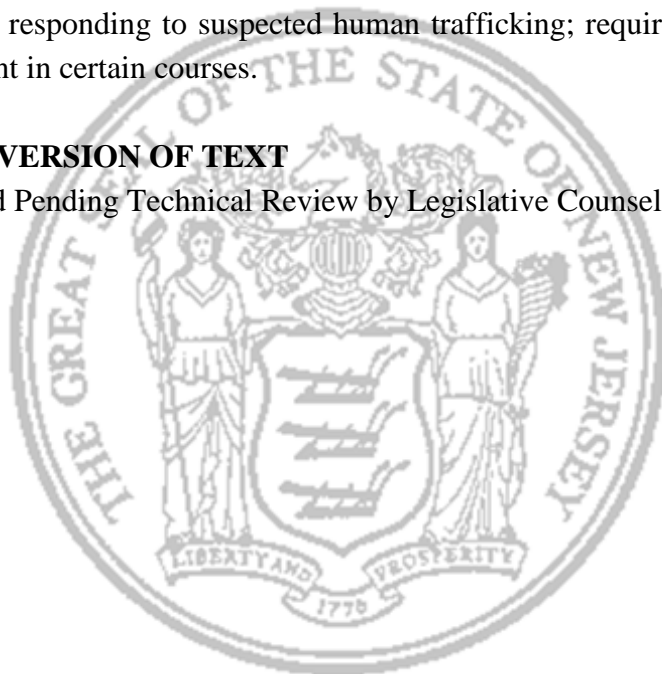 responding to suspected human trafficking; requir
nt in certain courses.
VERSION OF TEXT
d Pending Technical Review by Legislative Counsel
THE GREAT SEAL OF THE STATE OF NEW JERSEY
LIBERTY AND PROSPERITY
1776